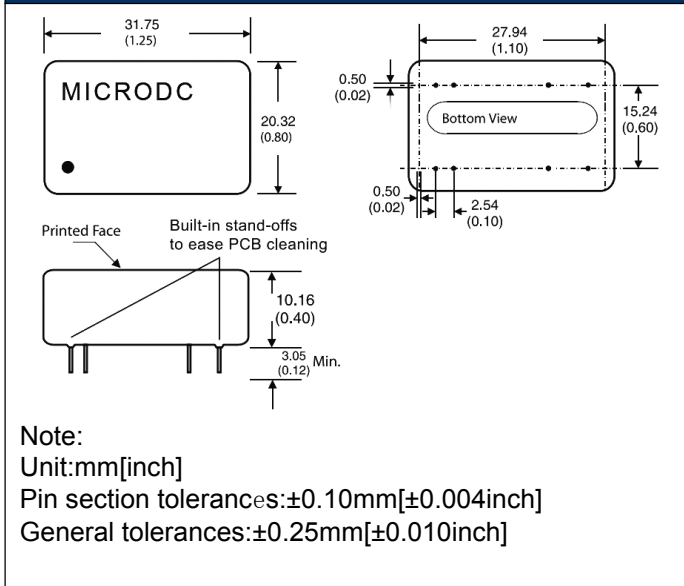 31.75
(1.25)
MICRODC
20.32
(0.80)
27.94
(1.10)
0.50
(0.02)
Bottom View
15.24
(0.60)
0.50
(0.02)
2.54
(0.10)
Printed Face
Built-in stand-offs
to ease PCB cleaning
10.16
(0.40)
3.05
(0.12)
Min.
Note:
Unit:mm[inch]
Pin section tolerances:±0.10mm[±0.004inch]
General tolerances:±0.25mm[±0.010inch]